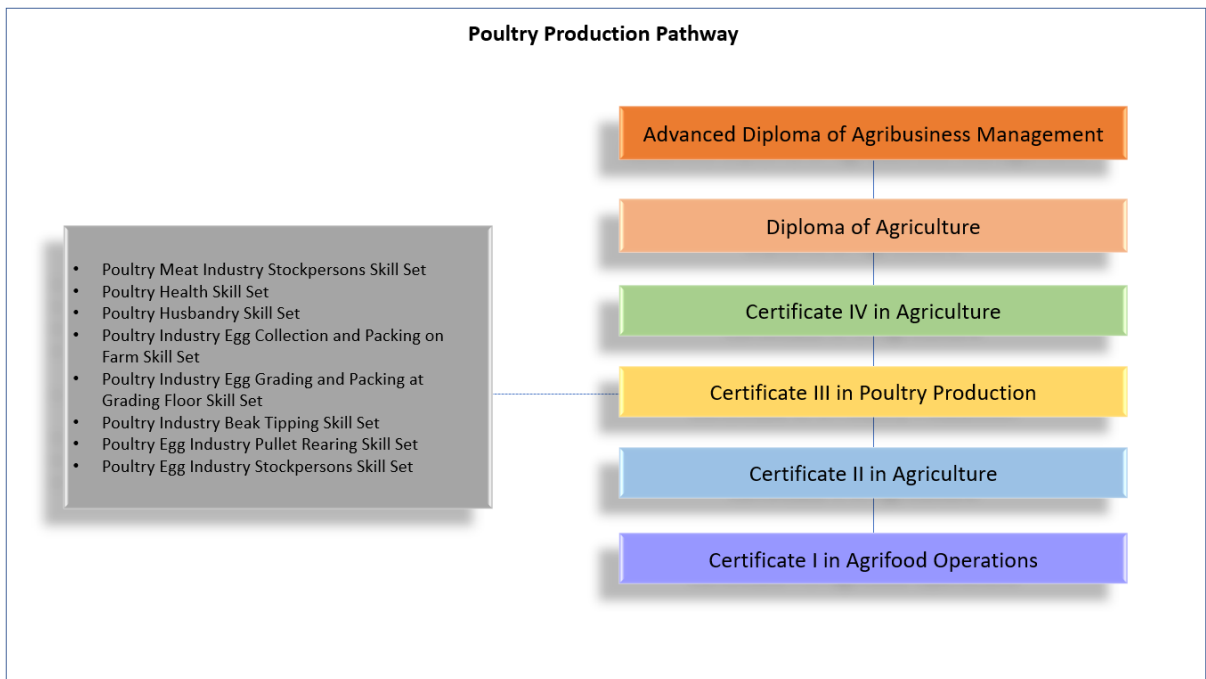 Poultry Production Pathway
• Poultry Meat Industry Stockpersons Skill Set
• Poultry Health Skill Set
• Poultry Husbandry Skill Set
• Poultry Industry Egg Collection and Packing on
Farm Skill Set
• Poultry Industry Egg Grading and Packing at
Grading Floor Skill Set
• Poultry Industry Beak Tipping Skill Set
• Poultry Egg Industry Pullet Rearing Skill Set
• Poultry Egg Industry Stockpersons Skill Set
Advanced Diploma of Agribusiness Management
Diploma of Agriculture
Certificate IV in Agriculture
Certificate III in Poultry Production
Certificate II in Agriculture
Certificate I in Agrifood Operations